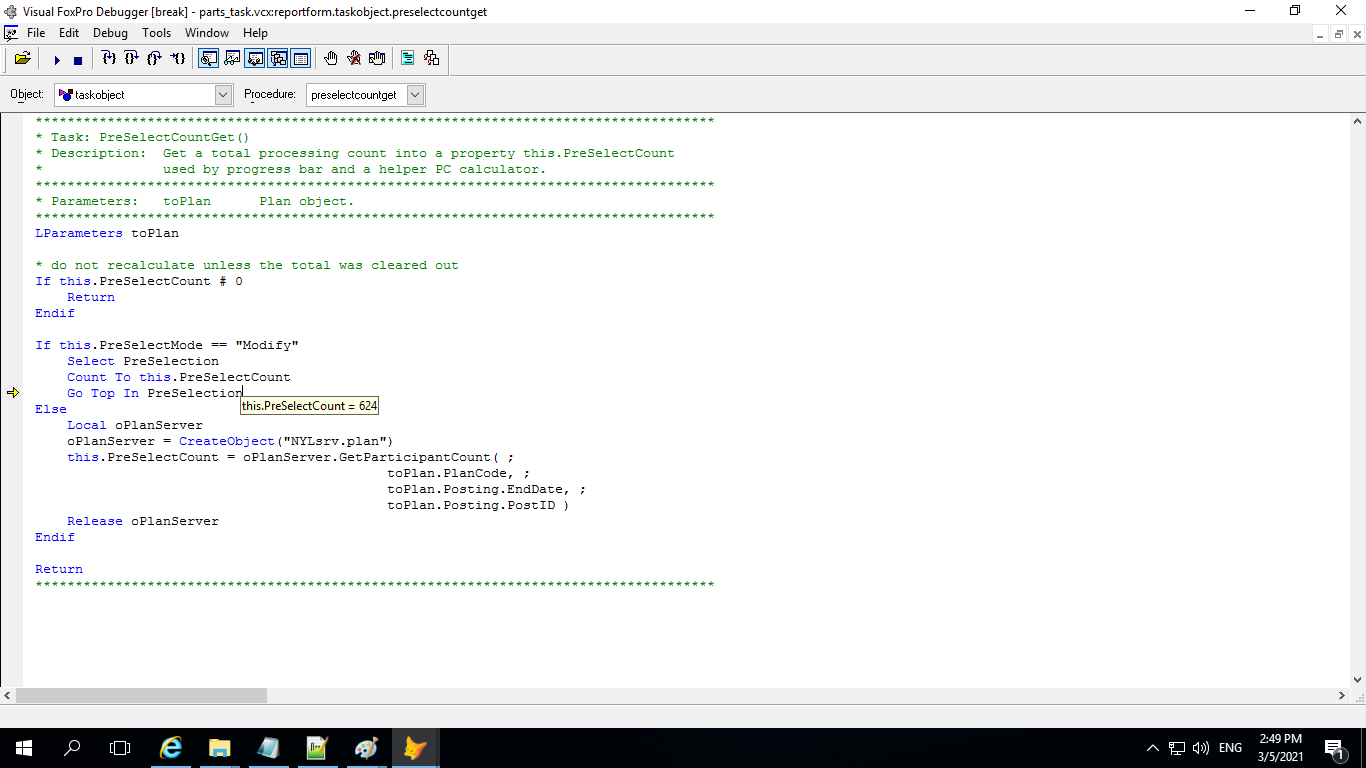 Visual FoxPro Debugger [break] - parts_task.vcx:reportform.taskobject.preselectcountget
File Edit Debug Tools Window Help
Object: taskobject Procedure: preselectcountget
*************************************************************************************
* Task: PreSelectCountGet()
* Description:  Get a total processing count into a property this.PreSelectCount
*               used by progress bar and a helper PC calculator.
*************************************************************************************
* Parameters:   toPlan      Plan object.
*************************************************************************************
LParameters toPlan
* do not recalculate unless the total was cleared out
If this.PreSelectCount # 0
    Return
Endif
If this.PreSelectMode == "Modify"
    Select PreSelection
    Count To this.PreSelectCount
    Go Top In PreSelection
this.PreSelectCount = 624
Else
    Local oPlanServer
    oPlanServer = CreateObject("NYLsrv.plan")
    this.PreSelectCount = oPlanServer.GetParticipantCount( ;
                                            toPlan.PlanCode, ;
                                            toPlan.Posting.EndDate, ;
                                            toPlan.Posting.PostID )
    Release oPlanServer
Endif
Return
*************************************************************************************
ENG
2:49 PM
3/5/2021
1